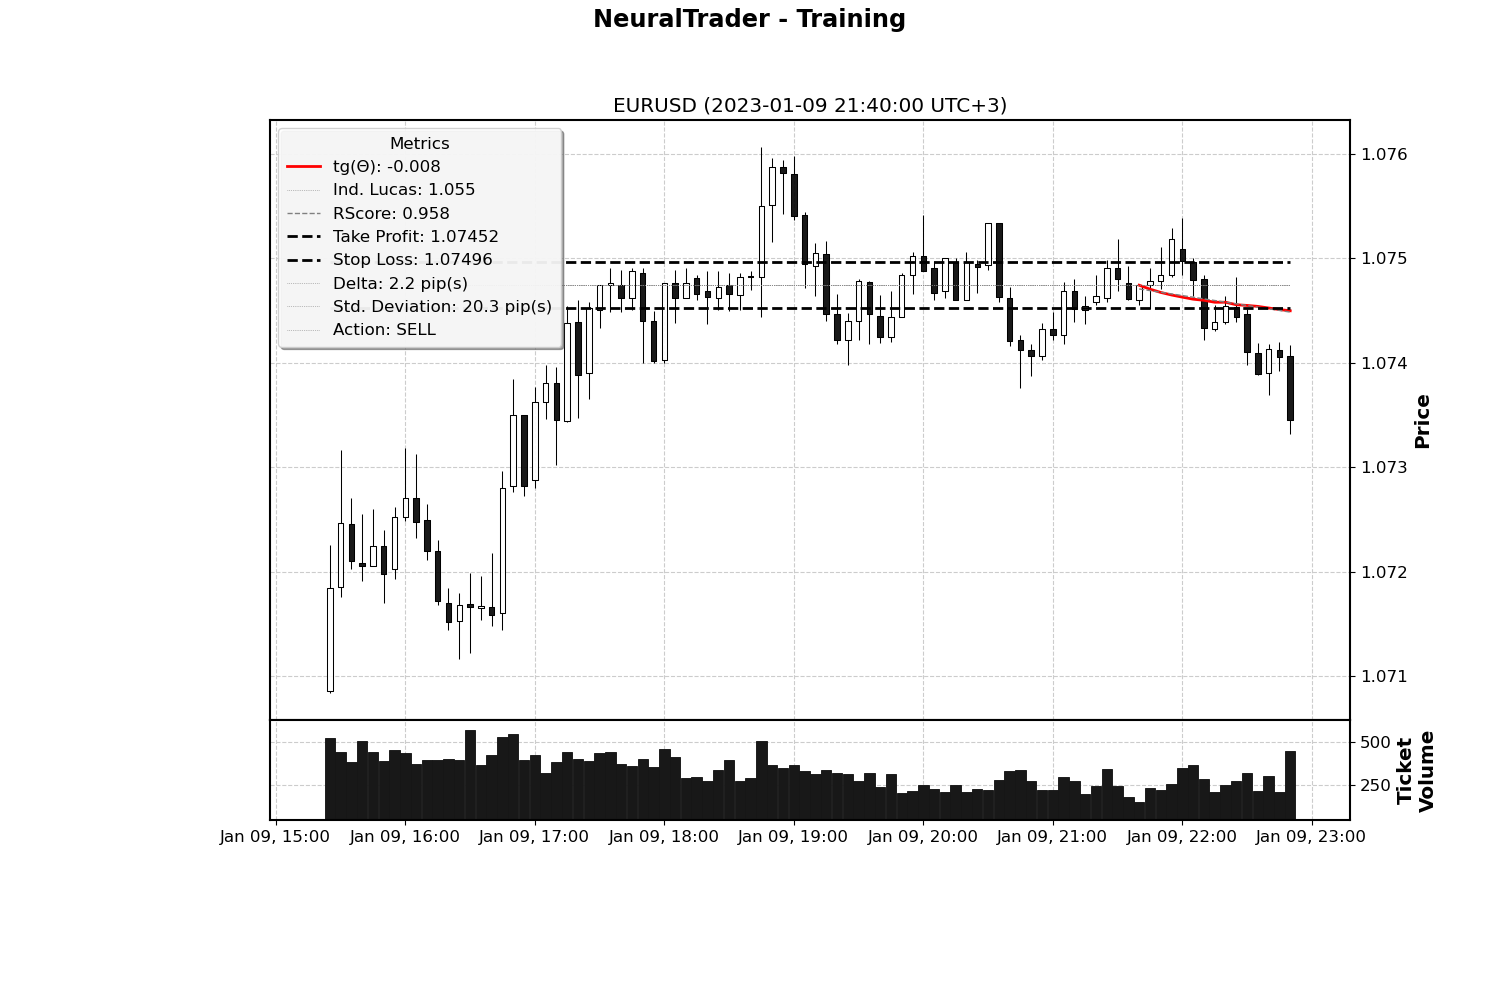 NeuralTrader - Training
EURUSD (2023-01-09 21:40:00 UTC+3)
Metrics
tg(Θ): -0.008
Ind. Lucas: 1.055
RScore: 0.958
Take Profit: 1.07452
Stop Loss: 1.07496
Delta: 2.2 pip(s)
Std. Deviation: 20.3 pip(s)
Action: SELL
1.076
1.075
1.074
1.073
1.072
1.071
Price
500
250
Ticket
Volume
Jan 09, 15:00 Jan 09, 16:00 Jan 09, 17:00 Jan 09, 18:00 Jan 09, 19:00 Jan 09, 20:00 Jan 09, 21:00 Jan 09, 22:00 Jan 09, 23:00